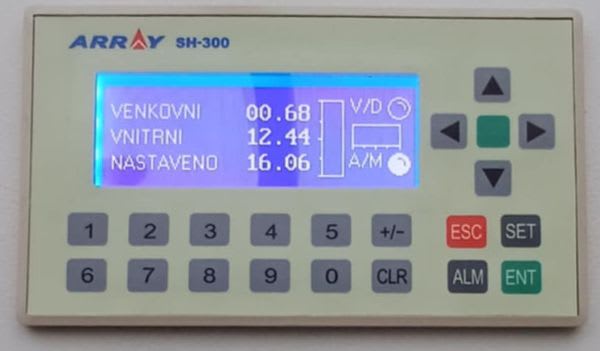 ARRAY SH-300
VENKOVNI 00.68 V/D
VNITRNI 12.44
NASTAVENO 16.06 A/M
1 2 3 4 5 +/- ESC SET
6 7 8 9 0 CLR ALM ENT